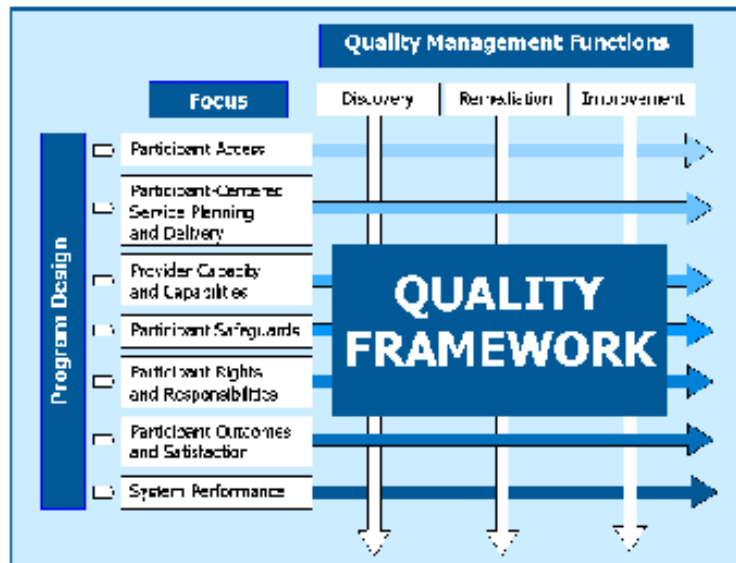 Quality Management Functions
Focus
Discovery
Remediation
Improvement
Program Design
Participant Access
Participant-Centered
Service Planning
and Delivery
Provider Capacity
and Capabilities
Participant Safeguards
Participant Rights
and Responsibilities
Participant Outcomes
and Satisfaction
System Performance
QUALITY
FRAMEWORK